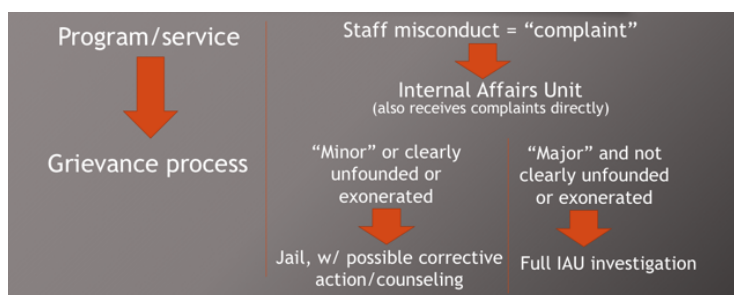 Program/service
Grievance process
Staff misconduct = “complaint”
Internal Affairs Unit
(also receives complaints directly)
“Minor” or clearly
unfounded or
exonerated
Jail, w/ possible corrective
action/counseling
“Major” and not
clearly unfounded
or exonerated
Full IAU investigation